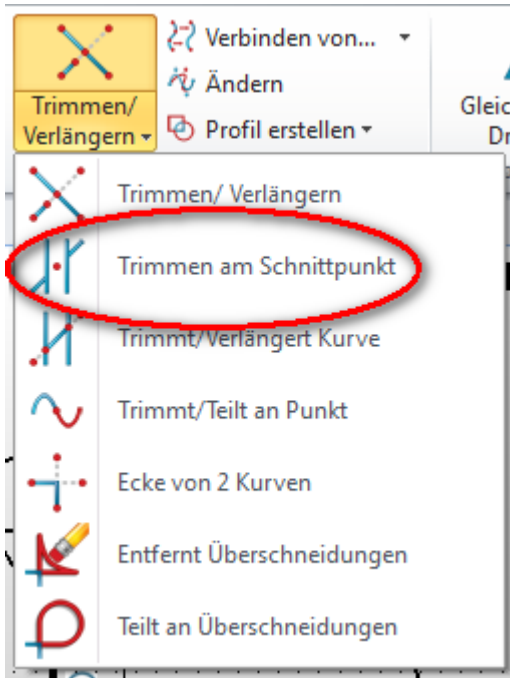 Verbinden von...
Ändern
Trimmen/
Verlängern
Profil erstellen
Gleic
Dr
Trimmen/ Verlängern
Trimmen am Schnittpunkt
Trimmt/Verlängert Kurve
Trimmt/Teilt an Punkt
Ecke von 2 Kurven
Entfernt Überschneidungen
Teilt an Überschneidungen